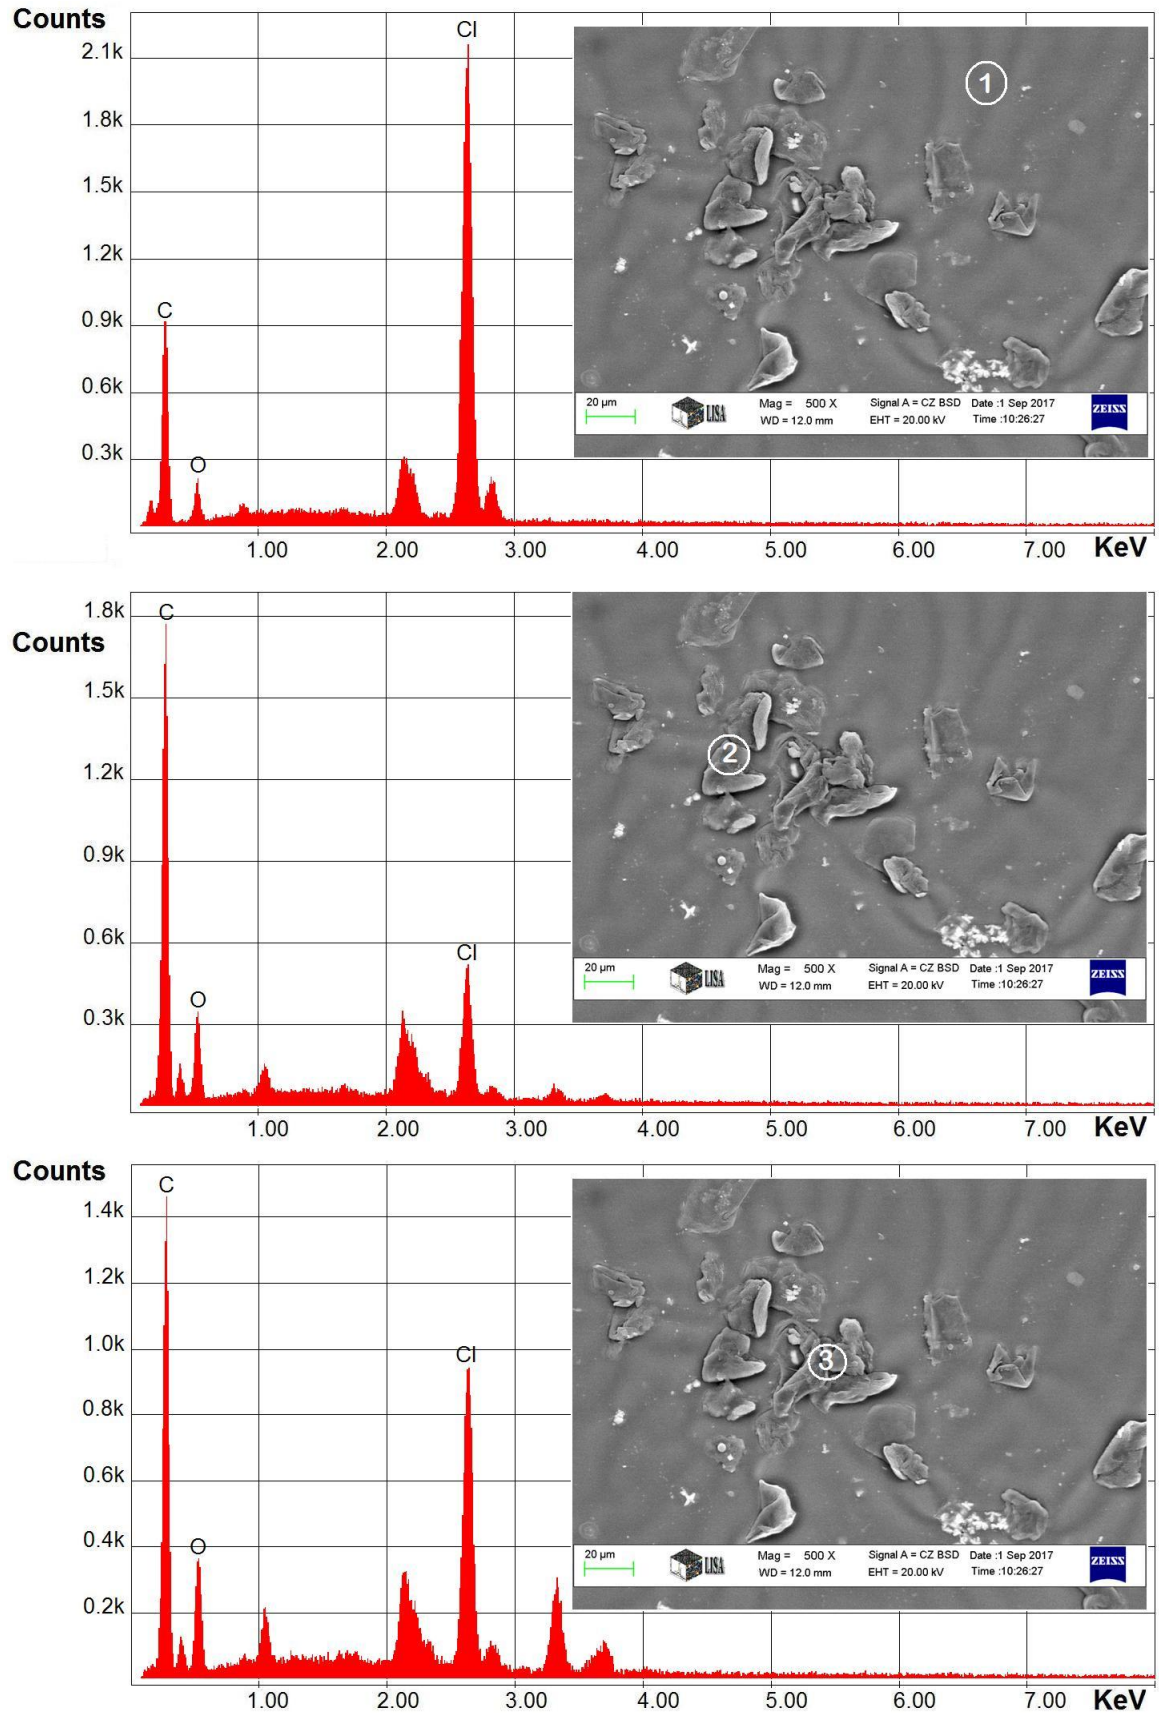 Counts
Cl
2.1k
1
1.8k
1.5k
1.2k
C
0.9k
0.6k
20 µm
LISA
Mag = 500 X
Signal A = CZ BSD
Date :1 Sep 2017
ZEISS
WD = 12.0 mm
EHT = 20.00 kV
Time :10:26:27
O
0.3k
1.00 2.00 3.00 4.00 5.00 6.00 7.00 KeV
1.8k
C
Counts
1.5k
2
1.2k
0.9k
0.6k
Cl
20 µm
LISA
Mag = 500 X
Signal A = CZ BSD
Date :1 Sep 2017
ZEISS
WD = 12.0 mm
EHT = 20.00 kV
Time :10:26:27
O
0.3k
1.00 2.00 3.00 4.00 5.00 6.00 7.00 KeV
Counts
C
1.4k
1.2k
1.0k
Cl
3
0.8k
0.6k
O
0.4k
20 µm
LISA
Mag = 500 X
Signal A = CZ BSD
Date :1 Sep 2017
ZEISS
WD = 12.0 mm
EHT = 20.00 kV
Time :10:26:27
0.2k
1.00 2.00 3.00 4.00 5.00 6.00 7.00 KeV